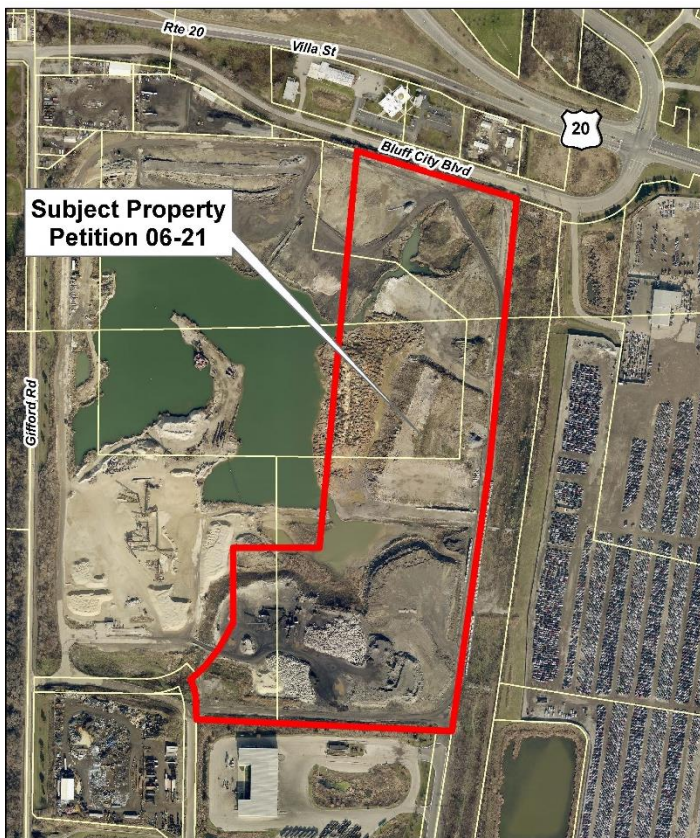 Rte 20
Villa St
20
Bluff City Blvd
Subject Property
Petition 06-21
Gifford Rd